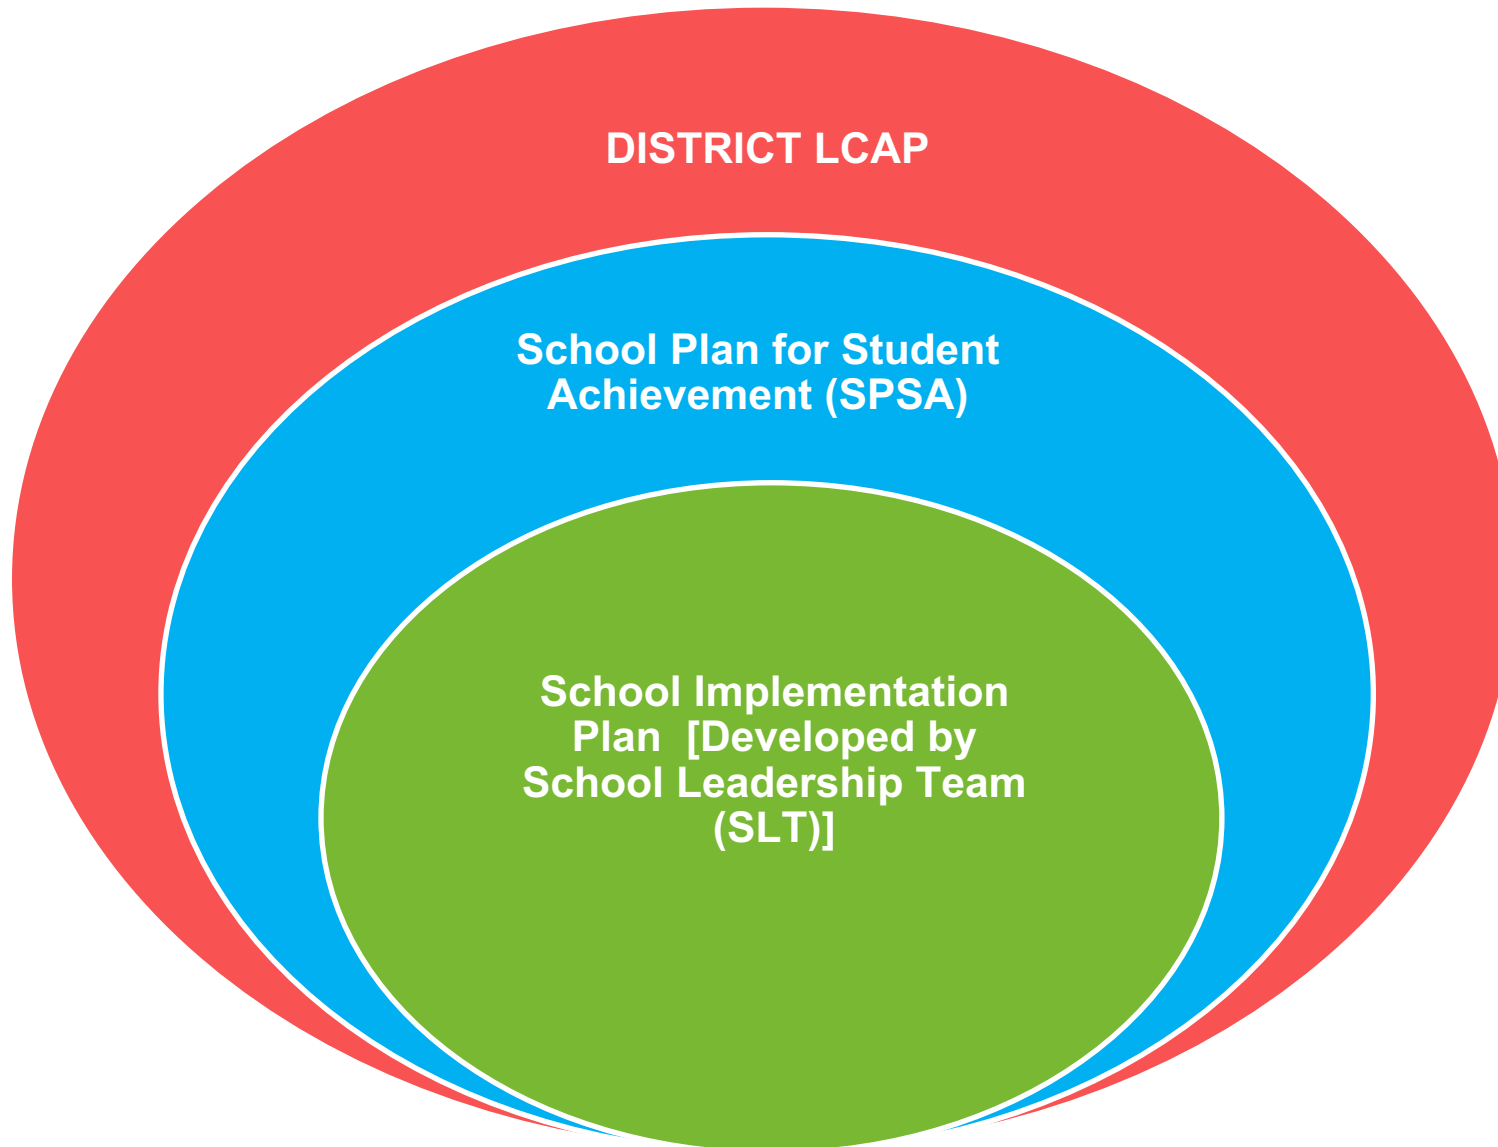 DISTRICT LCAP
School Plan for Student
Achievement (SPSA)
School Implementation
Plan  [Developed by
School Leadership Team
(SLT)]